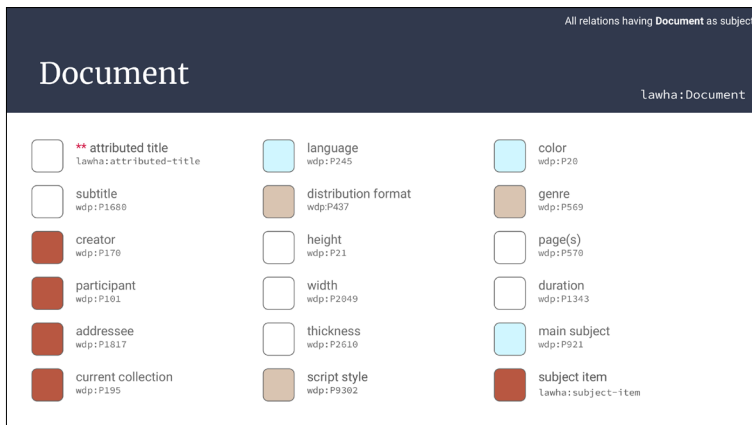 All relations having Document as subject
Document
lawha:Document
** attributed title
lawha:attributed-title
subtitle
wdp:P1680
creator
wdp:P170
participant
wdp:P101
addressee
wdp:P1817
current collection
wdp:P195
language
wdp:P245
distribution format
wdp:P437
height
wdp:P21
width
wdp:P2049
thickness
wdp:P2610
script style
wdp:P9302
color
wdp:P20
genre
wdp:P569
page(s)
wdp:P570
duration
wdp:P1343
main subject
wdp:P921
subject item
lawha:subject-item